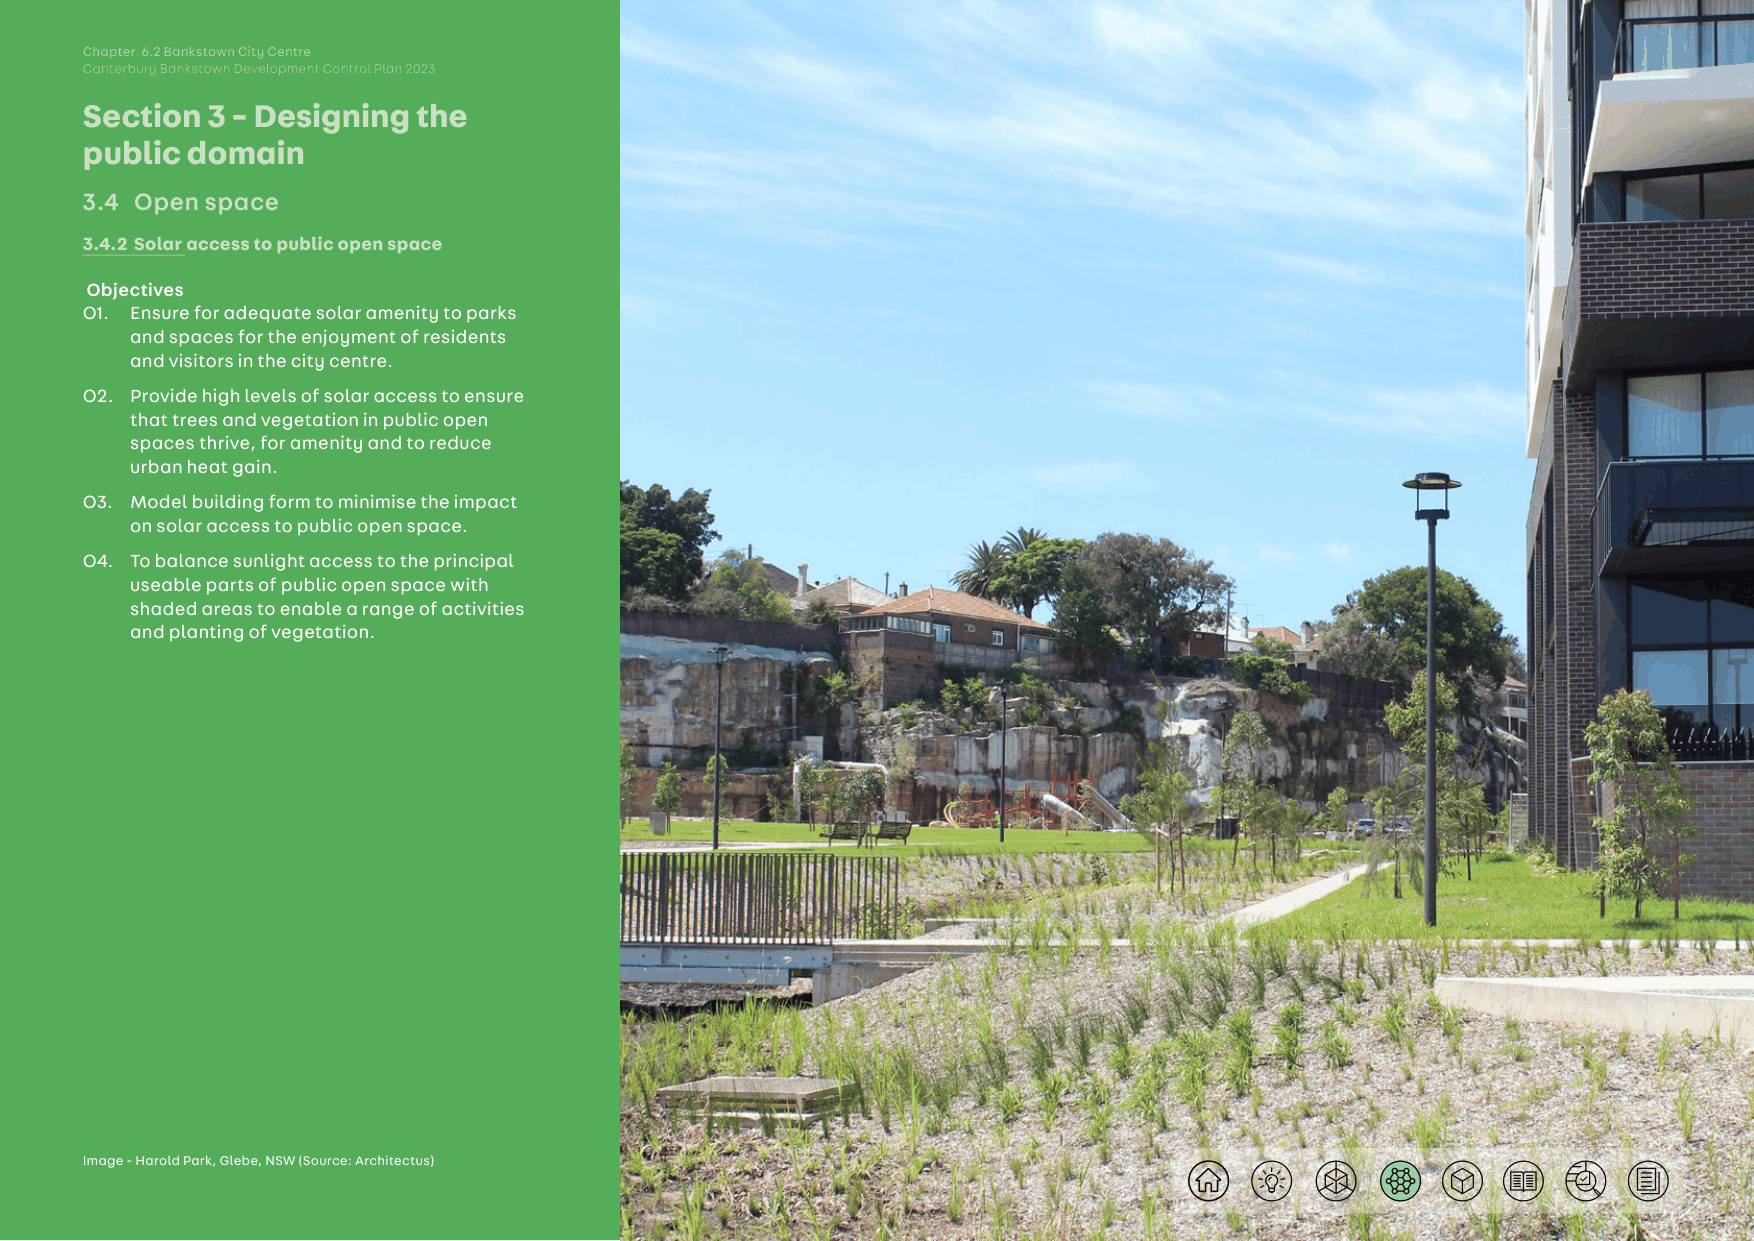 Chapter 6.2 Bankstown City Centre
Canterbury Bankstown Development Control Plan 2023
Section 3 – Designing the
public domain
3.4 Open space
3.4.2 Solar access to public open space
Objectives
O1. Ensure for adequate solar amenity to parks
and spaces for the enjoyment of residents
and visitors in the city centre.
O2. Provide high levels of solar access to ensure
that trees and vegetation in public open
spaces thrive, for amenity and to reduce
urban heat gain.
O3. Model building form to minimise the impact
on solar access to public open space.
O4. To balance sunlight access to the principal
useable parts of public open space with
shaded areas to enable a range of activities
and planting of vegetation.
Image - Harold Park, Glebe, NSW (Source: Architectus)